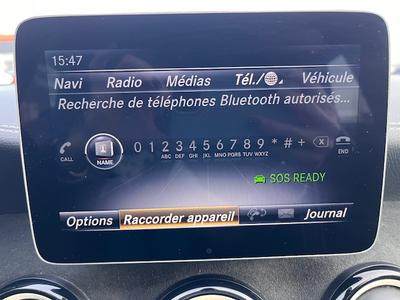 15:47
Navi Radio Médias Tél./ Véhicule
Recherche de téléphones Bluetooth autorisés...
0 1 2 3 4 5 6 7 8 9 * # +
ABC DEF GHI JKL MNO PQRS TUV WXYZ
CALL NAME END
SOS READY
Options Raccorder appareil Journal